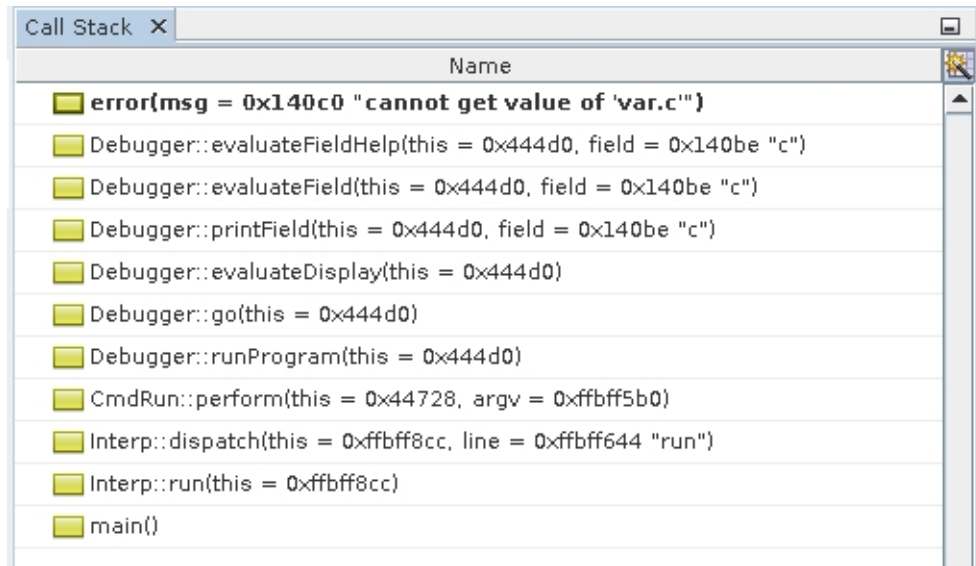 Call Stack
Name
error(msg = 0x140c0 "cannot get value of 'var.c'")
Debugger::evaluateFieldHelp(this = 0x444d0, field = 0x140be "c")
Debugger::evaluateField(this = 0x444d0, field = 0x140be "c")
Debugger::printField(this = 0x444d0, field = 0x140be "c")
Debugger::evaluateDisplay(this = 0x444d0)
Debugger::go(this = 0x444d0)
Debugger::runProgram(this = 0x444d0)
CmdRun::perform(this = 0x44728, argv = 0xffbff5b0)
Interp::dispatch(this = 0xffbff8cc, line = 0xffbff644 "run")
Interp::run(this = 0xffbff8cc)
main()